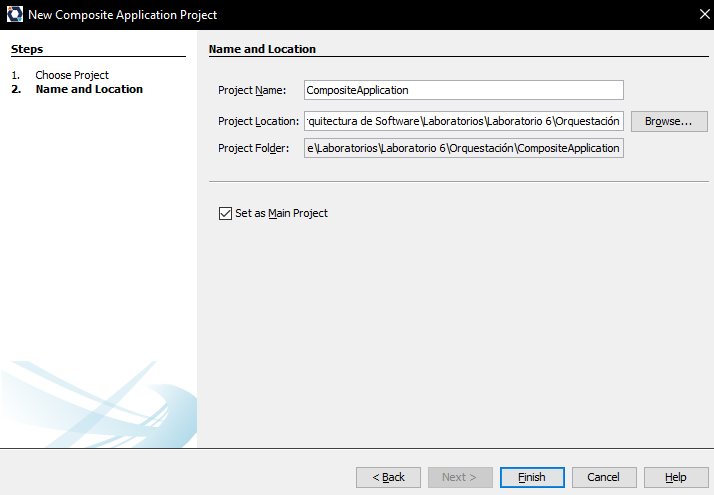 New Composite Application Project
Steps
1. Choose Project
2. Name and Location
Name and Location
Project Name: CompositeApplication
Project Location: rquitectura de Software\Laboratorios\Laboratorio 6\Orquestación Browse...
Project Folder: e\Laboratorios\Laboratorio 6\Orquestación\CompositeApplication
Set as Main Project
< Back Next > Finish Cancel Help